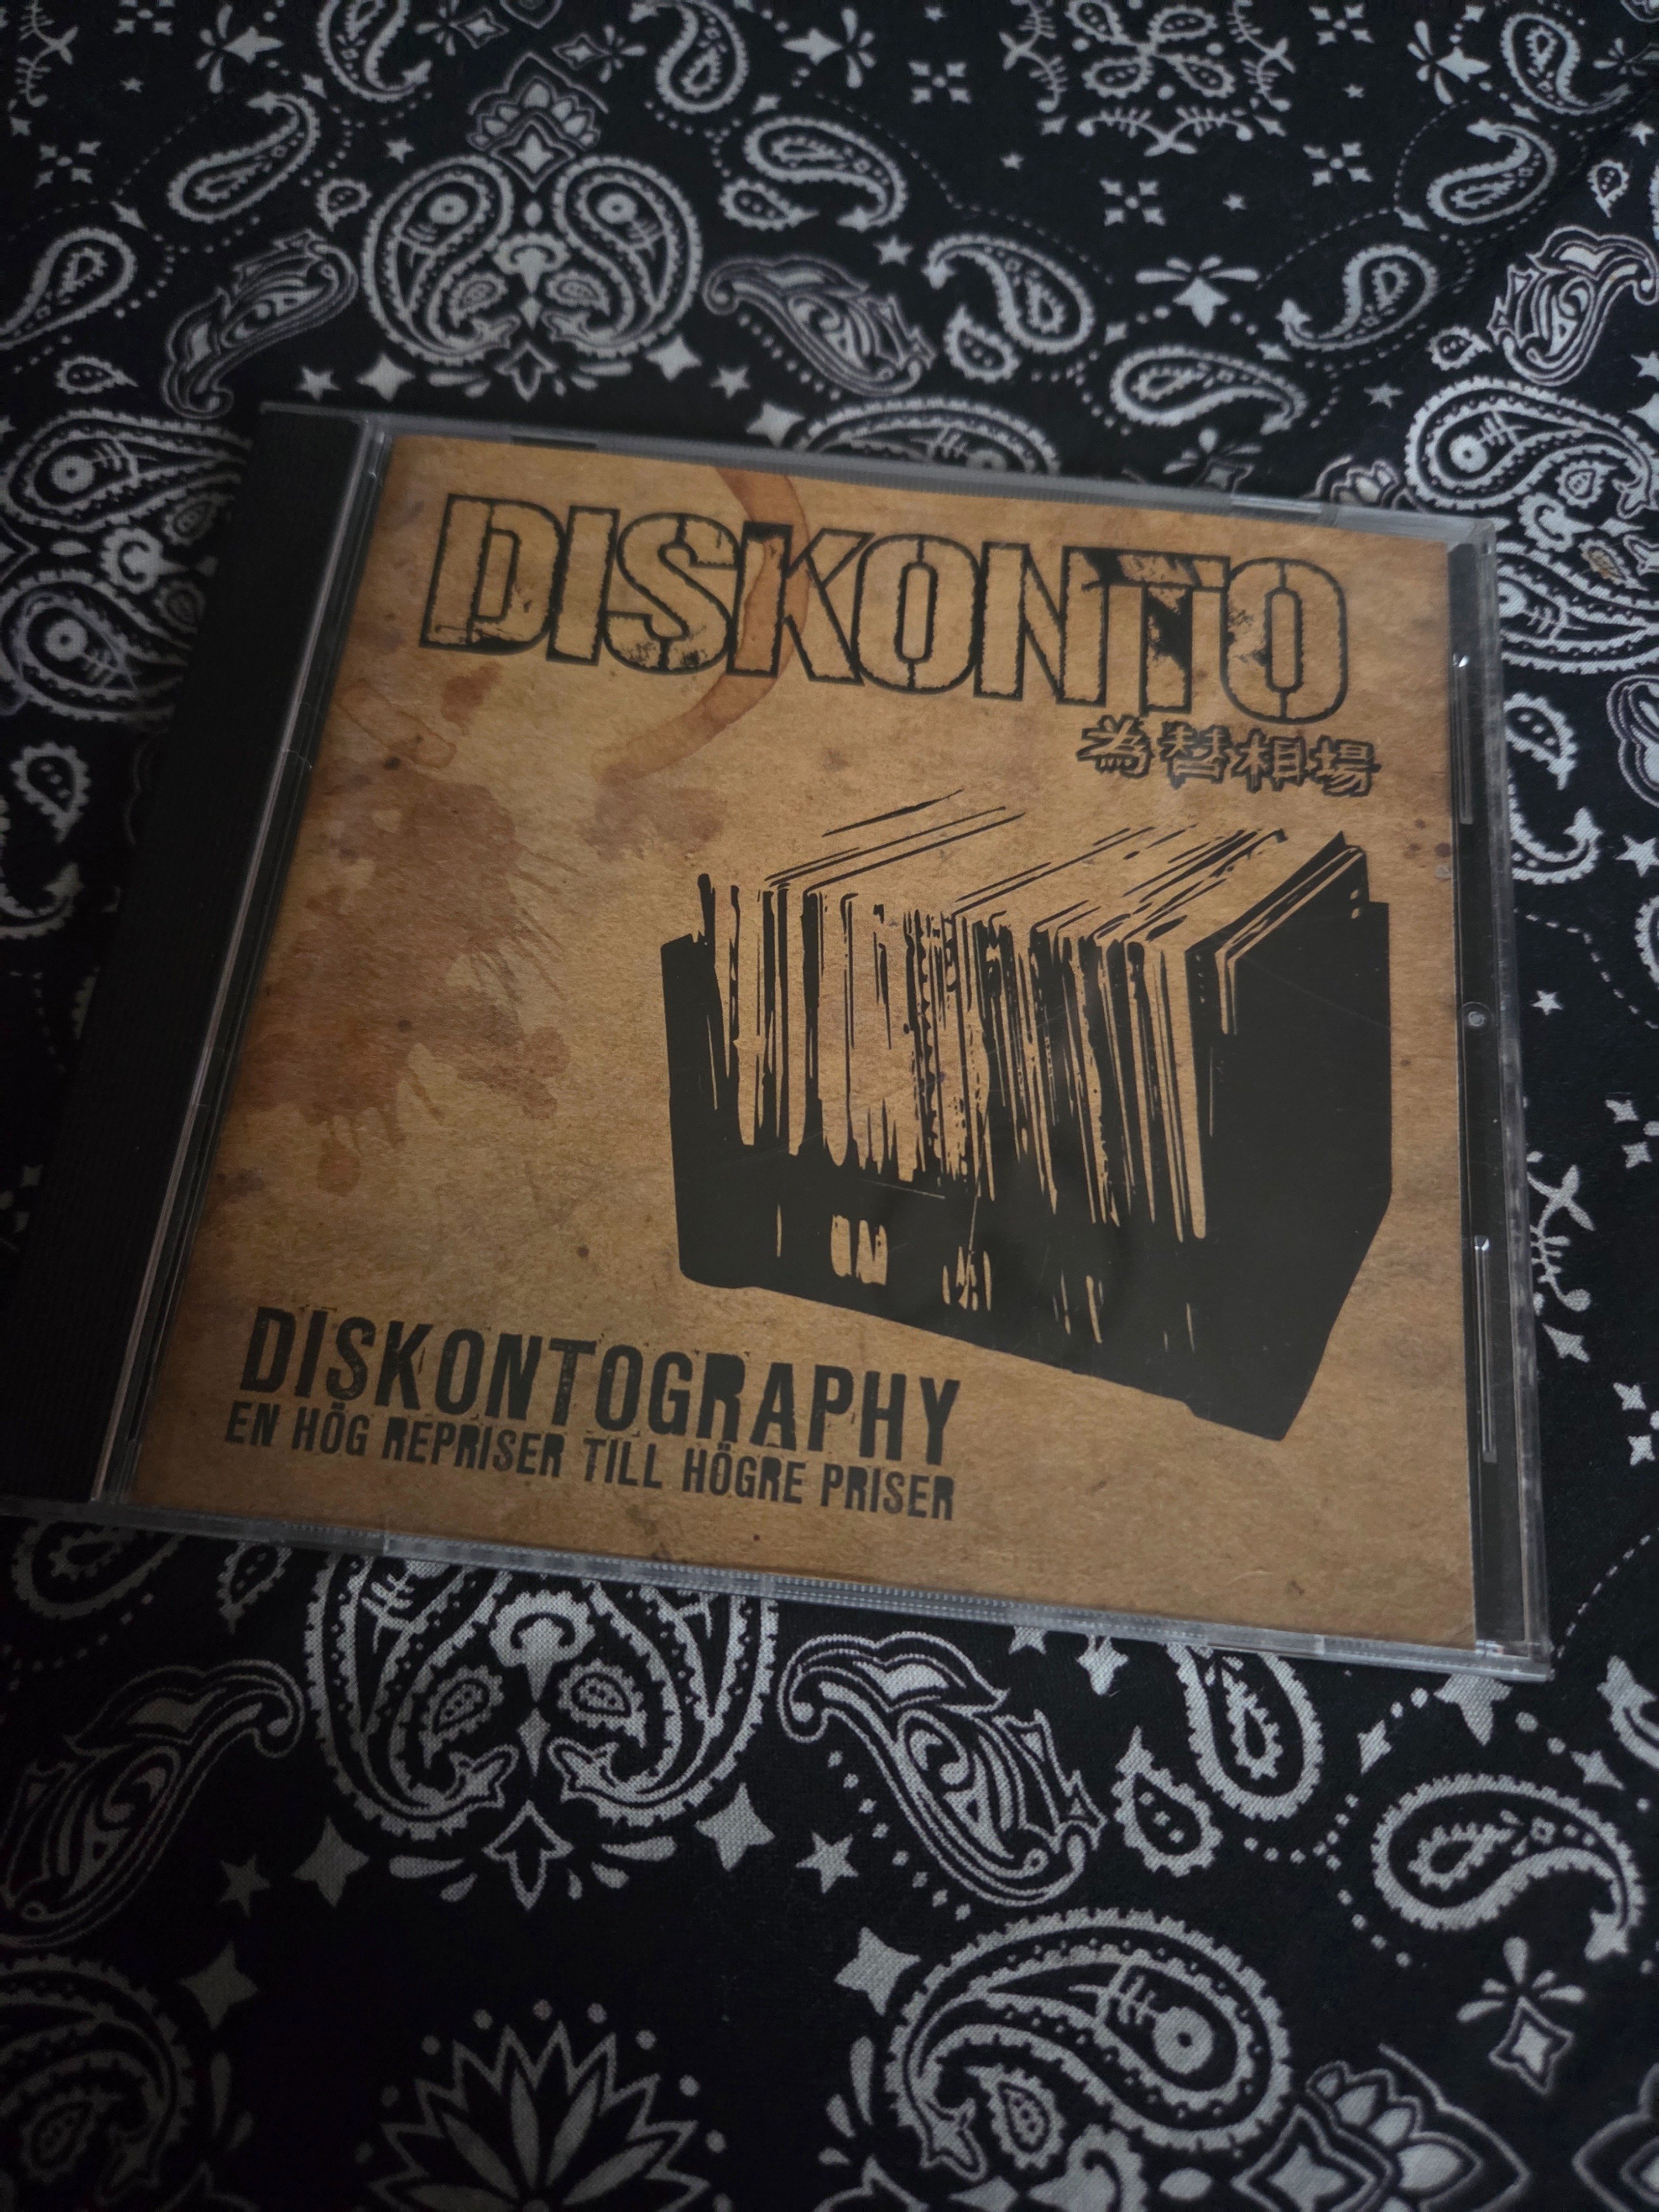 DISKONTO
為替相場
DISKONTOGRAPHY
EN HÖG REPRISER TILL HÖGRE PRISER